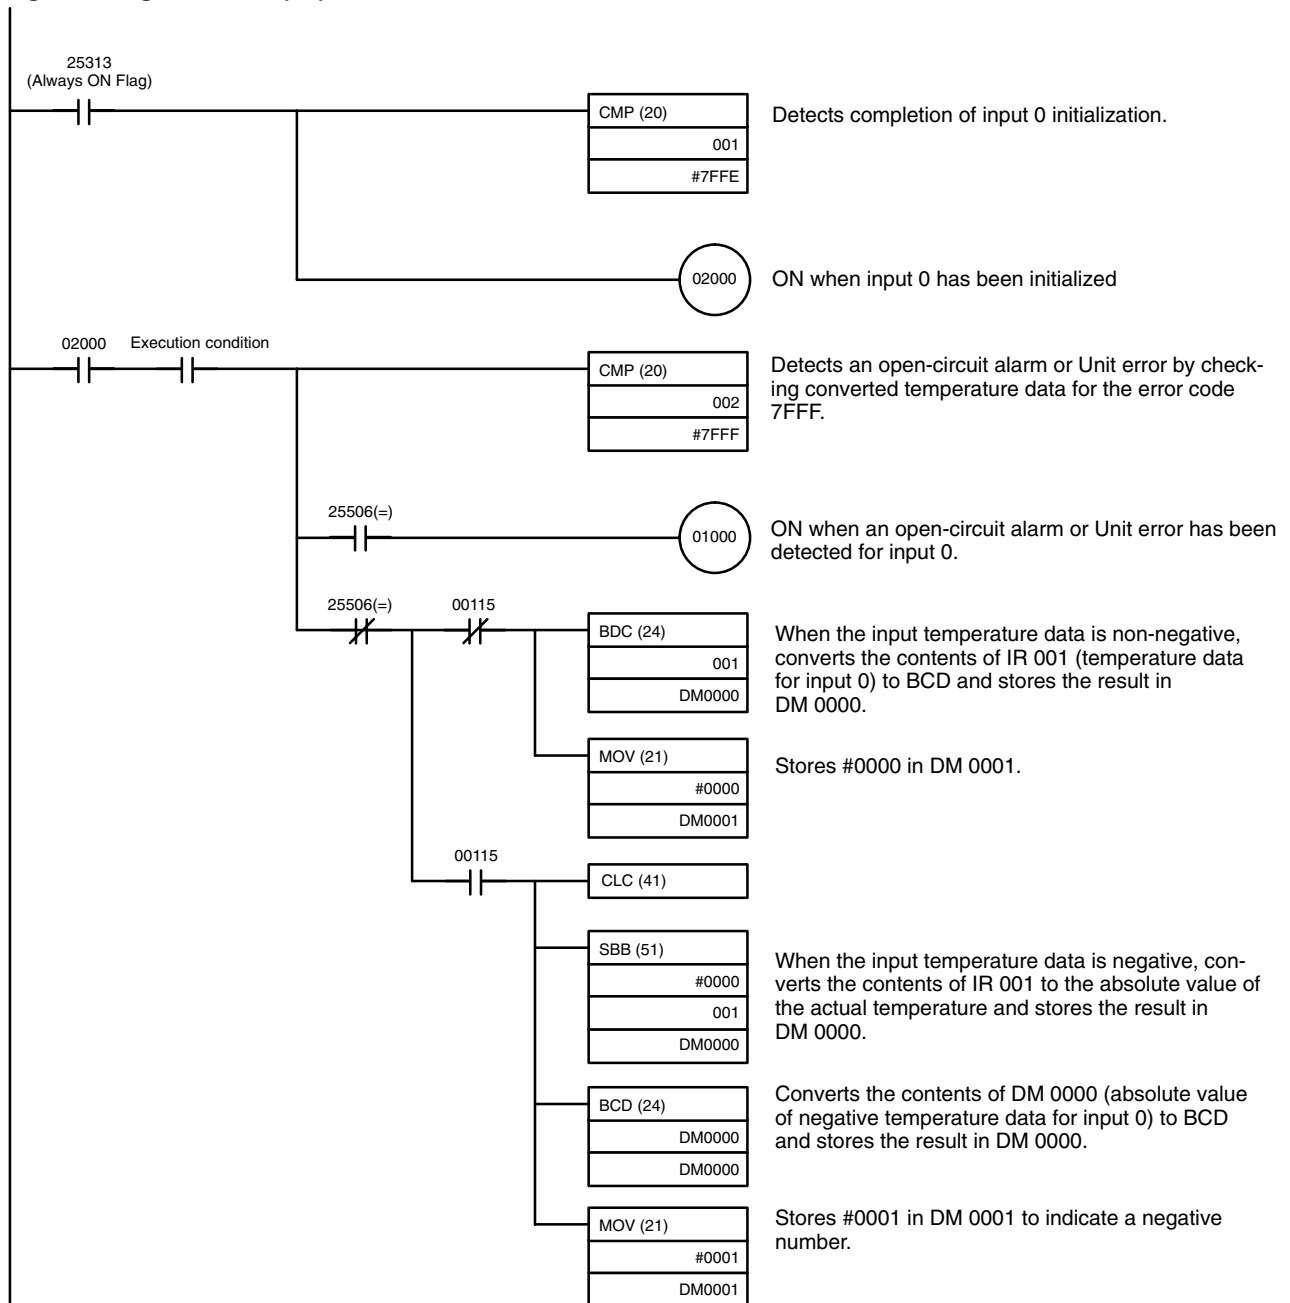 25313
(Always ON Flag)
CMP (20)
001
#7FFE
Detects completion of input 0 initialization.
02000
ON when input 0 has been initialized
02000
Execution condition
CMP (20)
002
#7FFF
Detects an open-circuit alarm or Unit error by check-
ing converted temperature data for the error code
7FFF.
25506(=)
01000
ON when an open-circuit alarm or Unit error has been
detected for input 0.
25506(=)
00115
BDC (24)
001
DM0000
When the input temperature data is non-negative,
converts the contents of IR 001 (temperature data
for input 0) to BCD and stores the result in
DM 0000.
MOV (21)
#0000
DM0001
Stores #0000 in DM 0001.
00115
CLC (41)
SBB (51)
#0000
001
DM0000
When the input temperature data is negative, con-
verts the contents of IR 001 to the absolute value of
the actual temperature and stores the result in
DM 0000.
BCD (24)
DM0000
DM0000
Converts the contents of DM 0000 (absolute value
of negative temperature data for input 0) to BCD
and stores the result in DM 0000.
MOV (21)
#0001
DM0001
Stores #0001 in DM 0001 to indicate a negative
number.